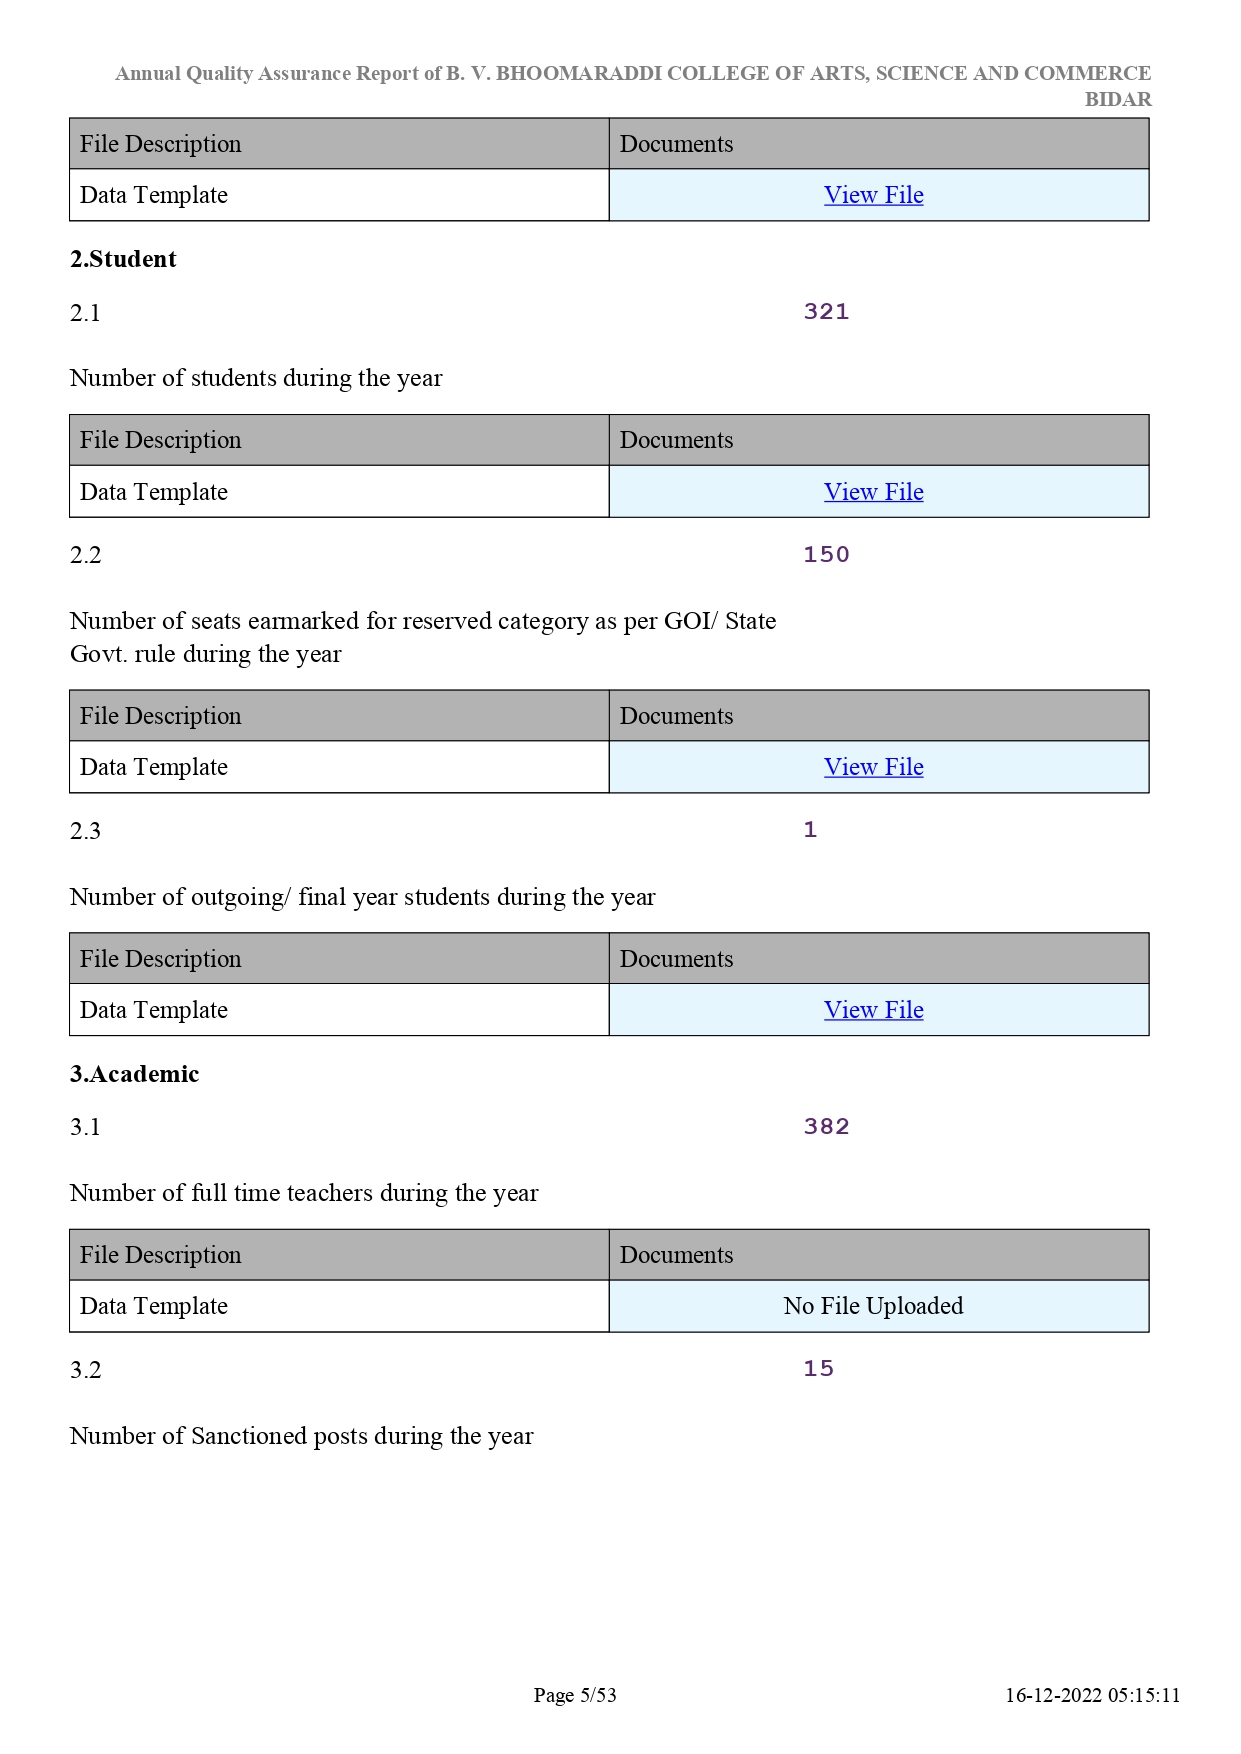 Annual Quality Assurance Report of B. V. BHOOMARADDI COLLEGE OF ARTS, SCIENCE AND COMMERCE
BIDAR
File Description Documents
Data Template View File
2.Student
2.1 321
Number of students during the year
File Description Documents
Data Template View File
2.2 150
Number of seats earmarked for reserved category as per GOI/ State
Govt. rule during the year
File Description Documents
Data Template View File
2.3 1
Number of outgoing/ final year students during the year
File Description Documents
Data Template View File
3.Academic
3.1 382
Number of full time teachers during the year
File Description Documents
Data Template No File Uploaded
3.2 15
Number of Sanctioned posts during the year
Page 5/53 16-12-2022 05:15:11